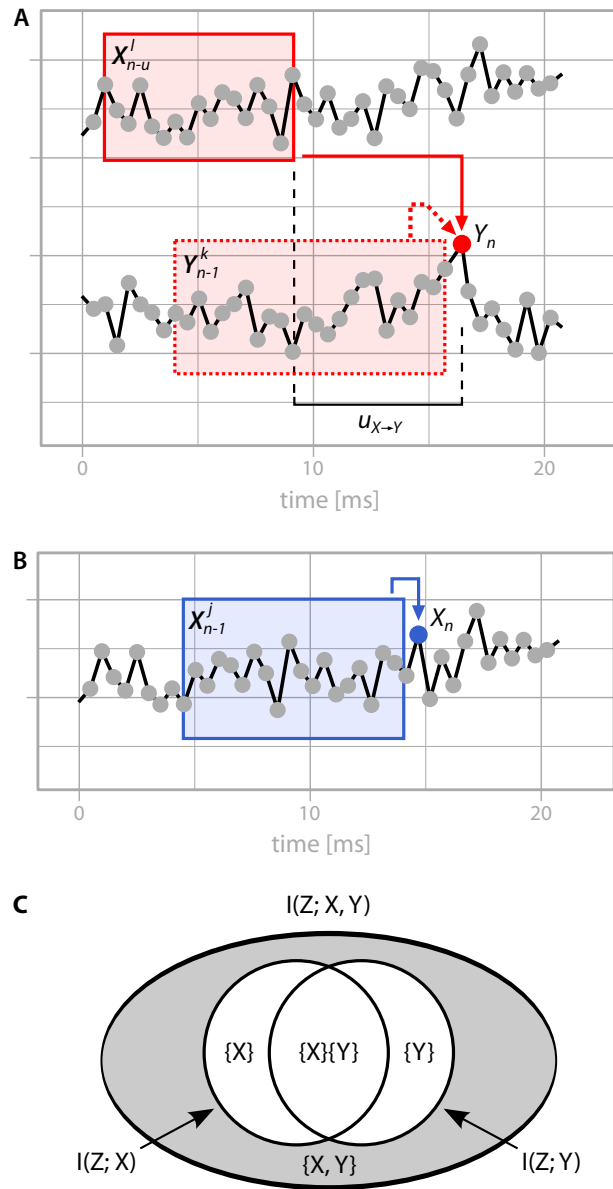 A
X^l_{n-u}
Y_n
Y^k_{n-1}
u_{X→Y}
0 10 20
time [ms]
B
X^j_{n-1}
X_n
0 10 20
time [ms]
C
I(Z; X, Y)
{X} {X}{Y} {Y}
I(Z; X) {X, Y} I(Z; Y)